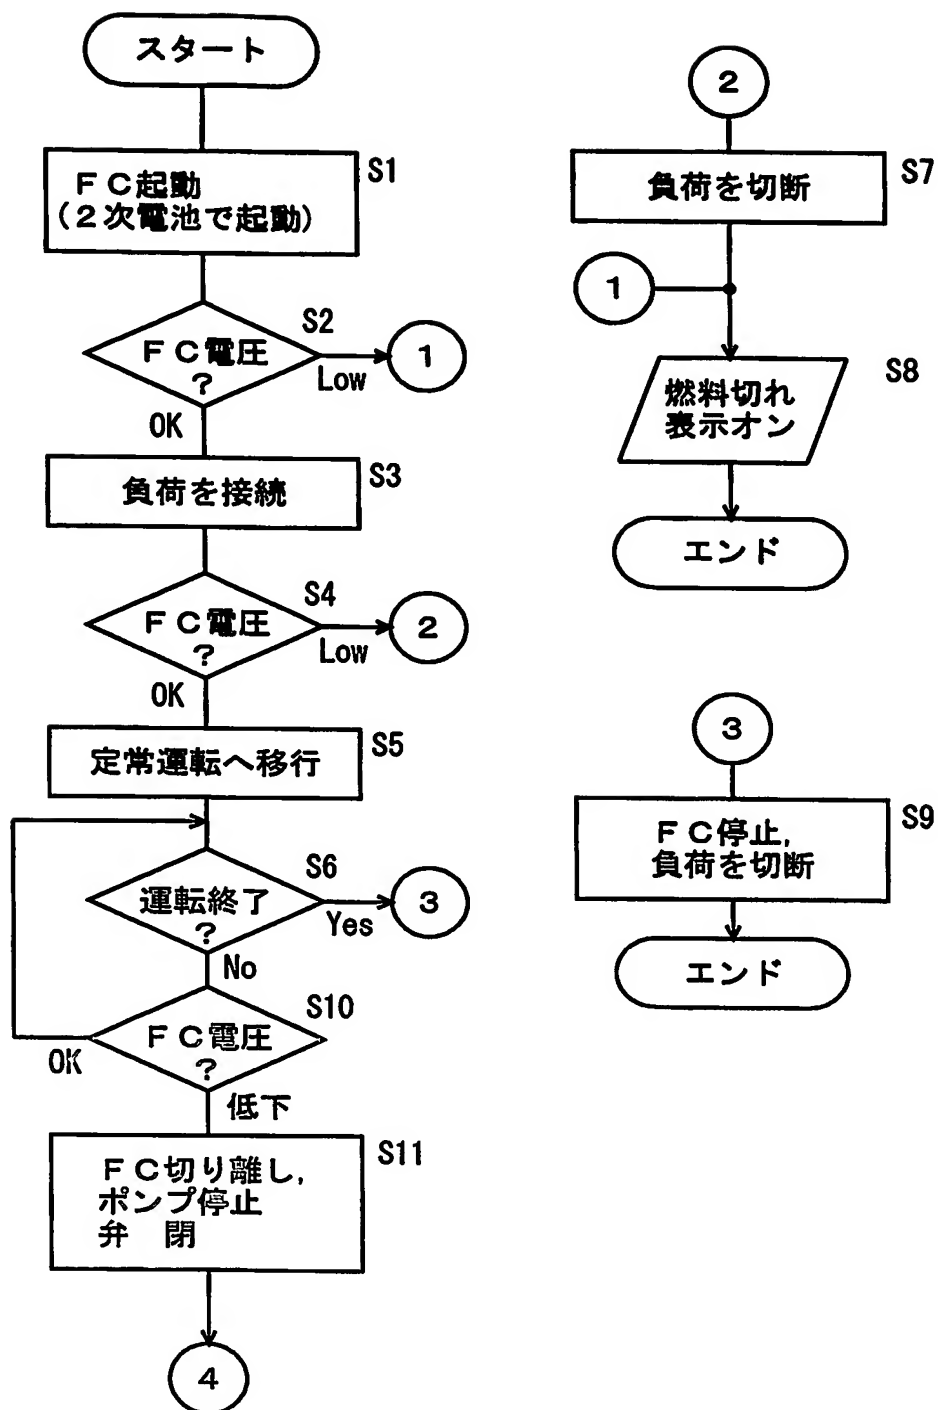 スタート
FC起動
(2次電池で起動)
S1
FC電圧
?
S2
Low
1
OK
負荷を接続
S3
FC電圧
?
S4
Low
2
OK
定常運転へ移行
S5
運転終了
?
S6
Yes
3
No
FC電圧
?
S10
OK
低下
FC切り離し,
ポンプ停止
弁 閉
S11
4
2
負荷を切断
S7
1
燃料切れ
表示オン
S8
エンド
3
FC停止,
負荷を切断
S9
エンド